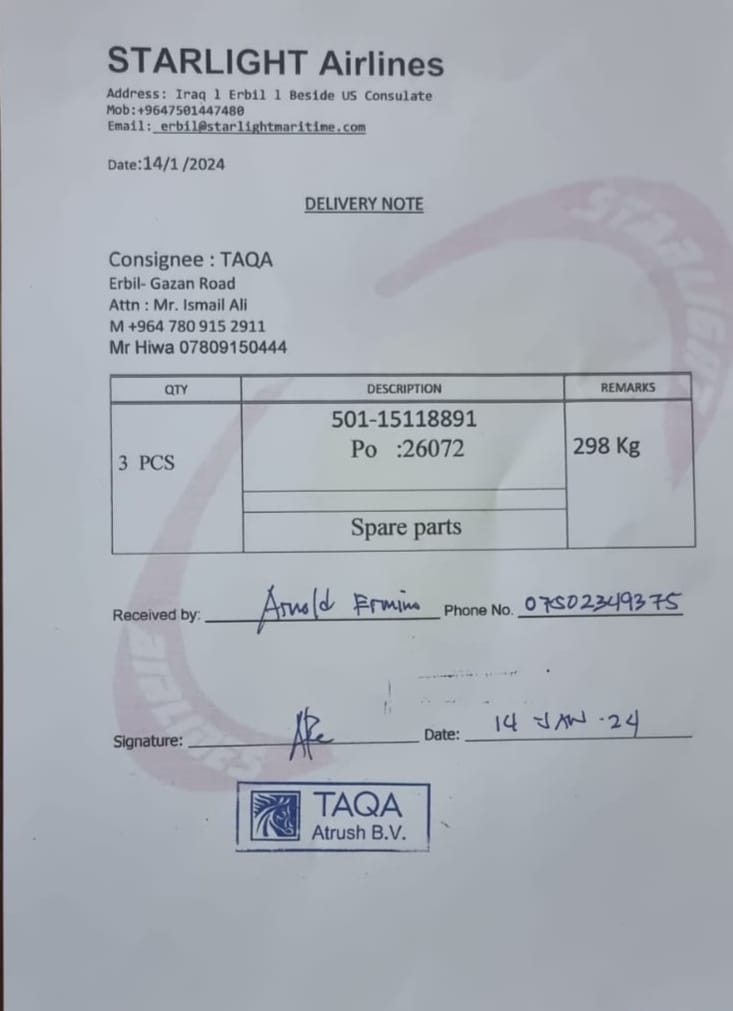 STARLIGHT Airlines
Address: Iraq l Erbil l Beside US Consulate
Mob:+9647501447480
Email: erbil@starlightmaritime.com
Date:14/1 /2024
DELIVERY NOTE
Consignee : TAQA
Erbil- Gazan Road
Attn : Mr. Ismail Ali
M +964 780 915 2911
Mr Hiwa 07809150444
QTY DESCRIPTION REMARKS
501-15118891
3 PCS Po :26072 298 Kg
Spare parts
Received by: Arnold Ermino Phone No. 07502349375
Signature: Date: 14 JAN -24
TAQA
Atrush B.V.
STARLIGHT
AIRLINES